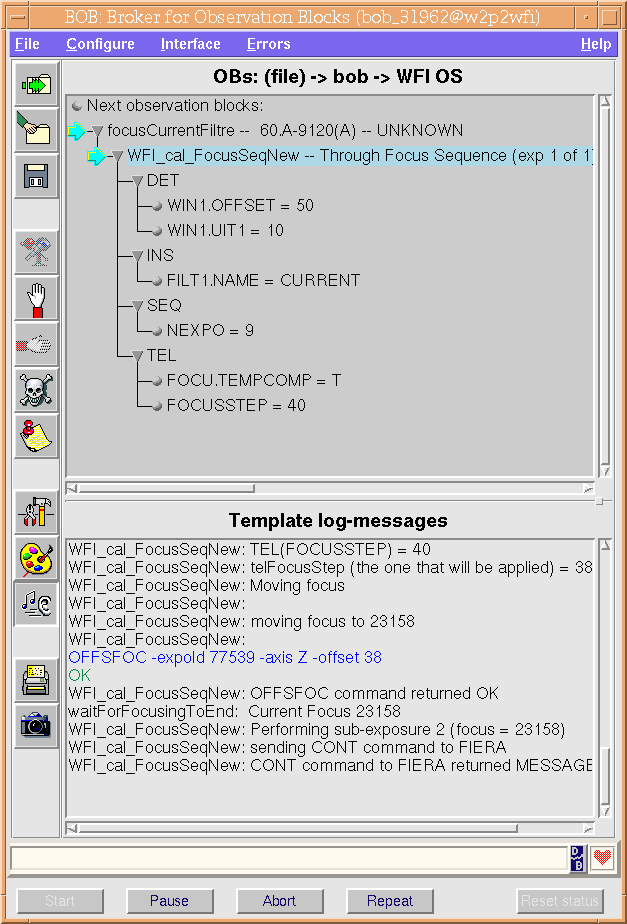 BOB: Broker for Observation Blocks (bob_31962@w2p2wfi)
File Configure Interface Errors Help
OBs: (file) -> bob -> WFI OS
Next observation blocks:
focusCurrentFiltre -- 60.A-9120(A) -- UNKNOWN
WFI_cal_FocusSeqNew -- Through Focus Sequence (exp 1 of 1)
DET
WIN1.OFFSET = 50
WIN1.UIT1 = 10
INS
FILT1.NAME = CURRENT
SEQ
NEXPO = 9
TEL
FOCU.TEMPCOMP = T
FOCUSSTEP = 40
Template log-messages
WFI_cal_FocusSeqNew: TEL(FOCUSSTEP) = 40
WFI_cal_FocusSeqNew: telFocusStep (the one that will be applied) = 38
WFI_cal_FocusSeqNew: Moving focus
WFI_cal_FocusSeqNew:
WFI_cal_FocusSeqNew: moving focus to 23158
WFI_cal_FocusSeqNew:
OFFSFOC -expoId 77539 -axis Z -offset 38
OK
WFI_cal_FocusSeqNew: OFFSFOC command returned OK
waitForFocusingToEnd: Current Focus 23158
WFI_cal_FocusSeqNew: Performing sub-exposure 2 (focus = 23158)
WFI_cal_FocusSeqNew: sending CONT command to FIERA
WFI_cal_FocusSeqNew: CONT command to FIERA returned MESSAGE
D
B
Start Pause Abort Repeat Reset status